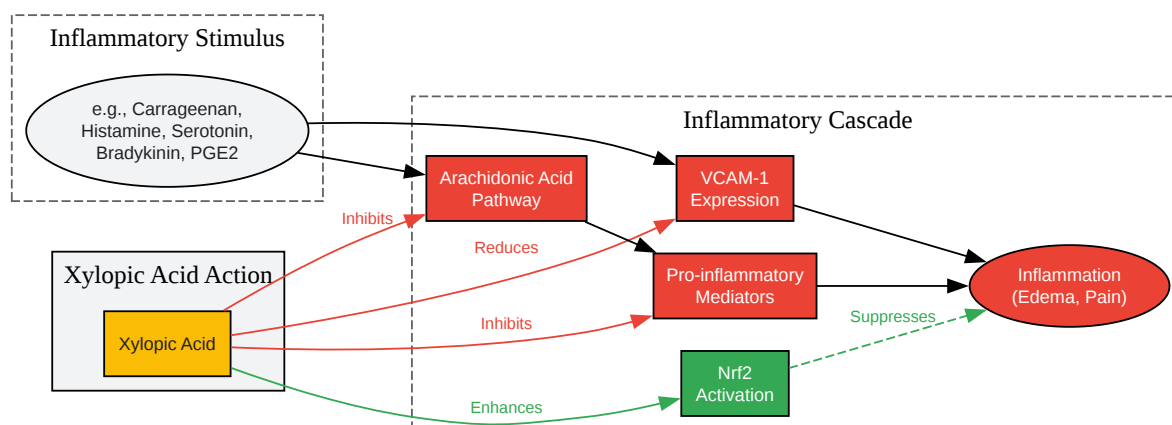 Inflammatory Stimulus
e.g., Carrageenan,
Histamine, Serotonin,
Bradykinin, PGE2
Inflammatory Cascade
Arachidonic Acid
Pathway
VCAM-1
Expression
Inhibits
Reduces
Xylopic Acid Action
Xylopic Acid
Pro-inflammatory
Mediators
Inflammation
(Edema, Pain)
Inhibits
Suppresses
Nrf2
Activation
Enhances